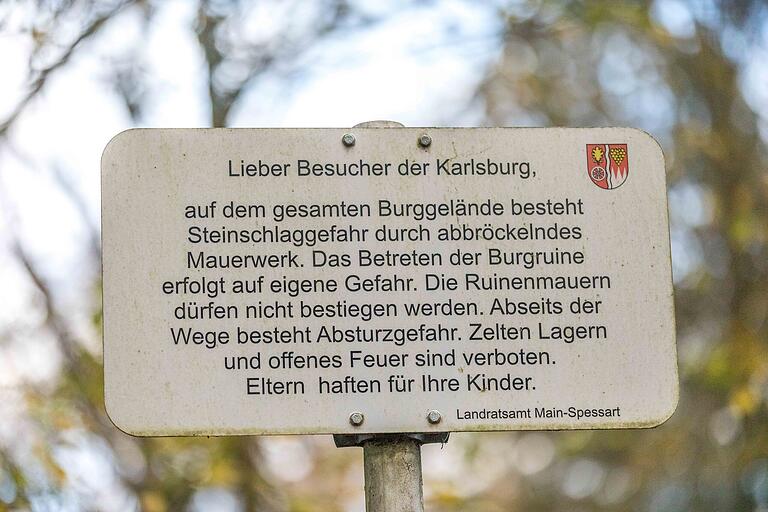 Lieber Besucher der Karlsburg,
auf dem gesamten Burggelände besteht
Steinschlaggefahr durch abbröckelndes
Mauerwerk. Das Betreten der Burgruine
erfolgt auf eigene Gefahr. Die Ruinenmauern
dürfen nicht bestiegen werden. Abseits der
Wege besteht Absturzgefahr. Zelten Lagern
und offenes Feuer sind verboten.
Eltern  haften für Ihre Kinder.
Landratsamt Main-Spessart